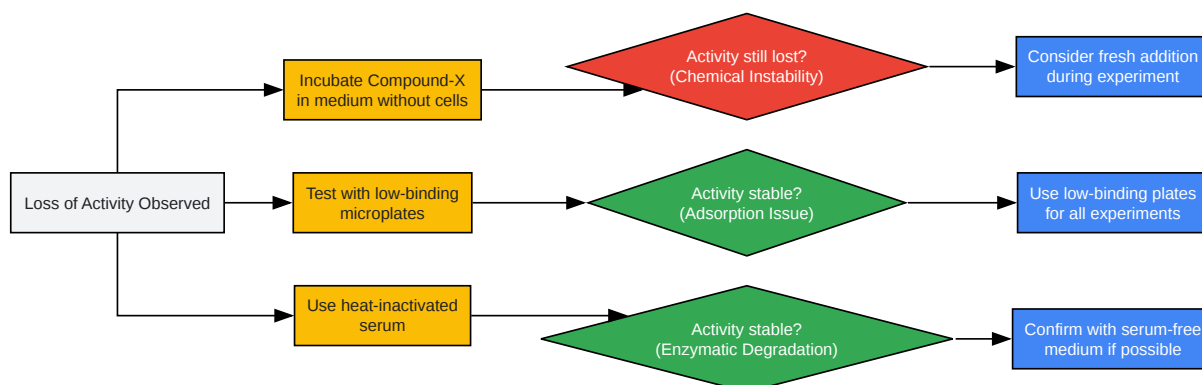 Loss of Activity Observed
Incubate Compound-X
in medium without cells
Activity still lost?
(Chemical Instability)
Consider fresh addition
during experiment
Test with low-binding
microplates
Activity stable?
(Adsorption Issue)
Use low-binding plates
for all experiments
Use heat-inactivated
serum
Activity stable?
(Enzymatic Degradation)
Confirm with serum-free
medium if possible